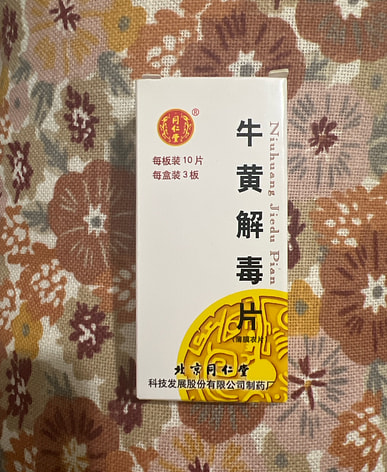 同仁堂
®
每板装10片
每盒装3板
牛黄解毒片
Niuhuang Jiedu Pian
(薄膜衣片)
北京同仁堂
科技发展股份有限公司制药厂